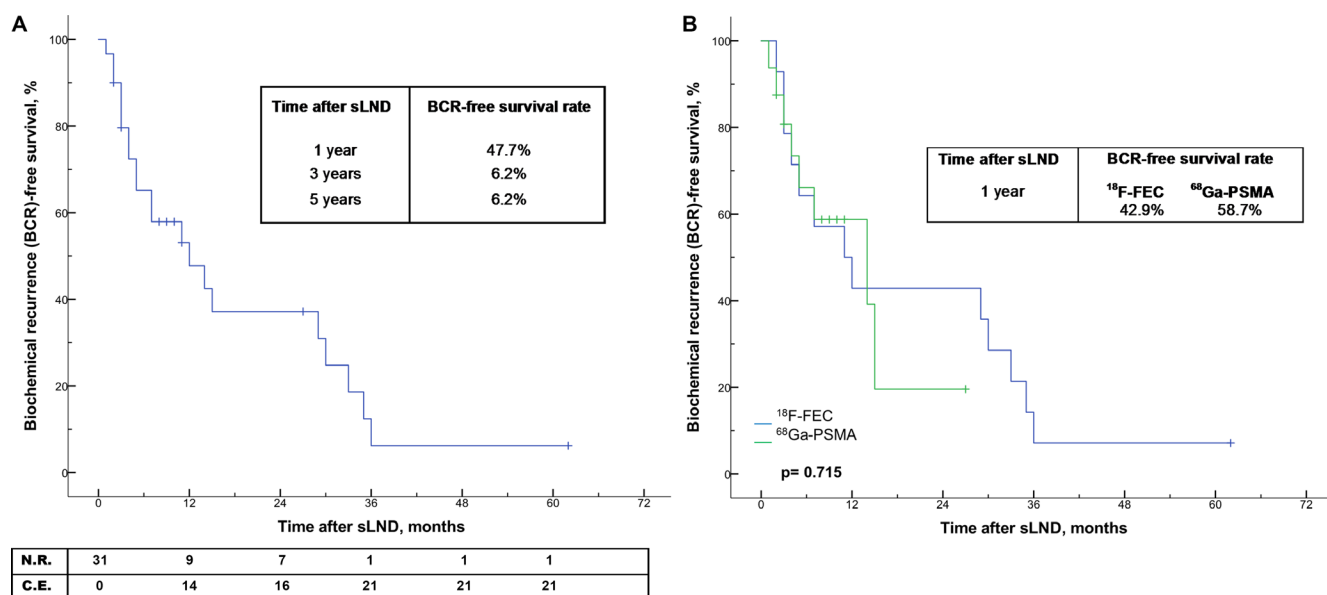 A
Biochemical recurrence (BCR)-free survival, %
100
80
60
40
20
0
Time after sLND BCR-free survival rate
1 year 47.7%
3 years 6.2%
5 years 6.2%
0 12 24 36 48 60 72
Time after sLND, months
N.R. 31 9 7 1 1 1
C.E. 0 14 16 21 21 21
B
Biochemical recurrence (BCR)-free survival, %
100
80
60
40
20
0
Time after sLND BCR-free survival rate
¹⁸F-FEC ⁶⁸Ga-PSMA
1 year 42.9% 58.7%
¹⁸F-FEC
⁶⁸Ga-PSMA
p= 0.715
0 12 24 36 48 60 72
Time after sLND, months